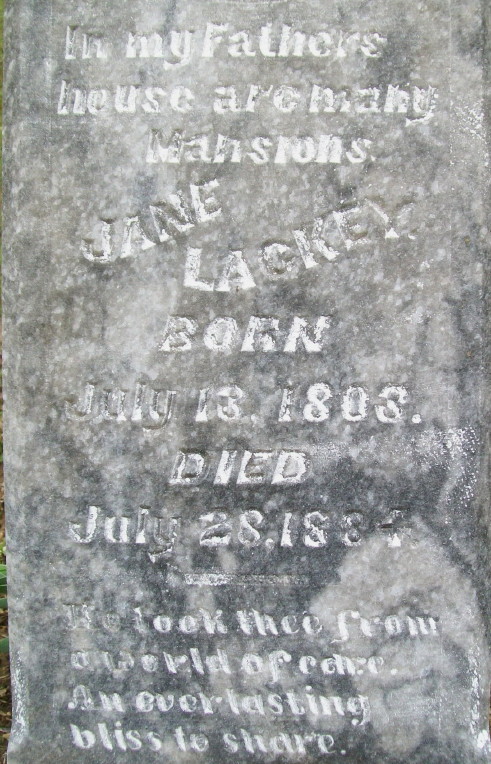 In my Fathers
house are many
Mansions.
JANE
LACKEY.
BORN
July 13, 1803.
DIED
July 28, 1884.
He took thee from
a world of care.
An everlasting
bliss to share.